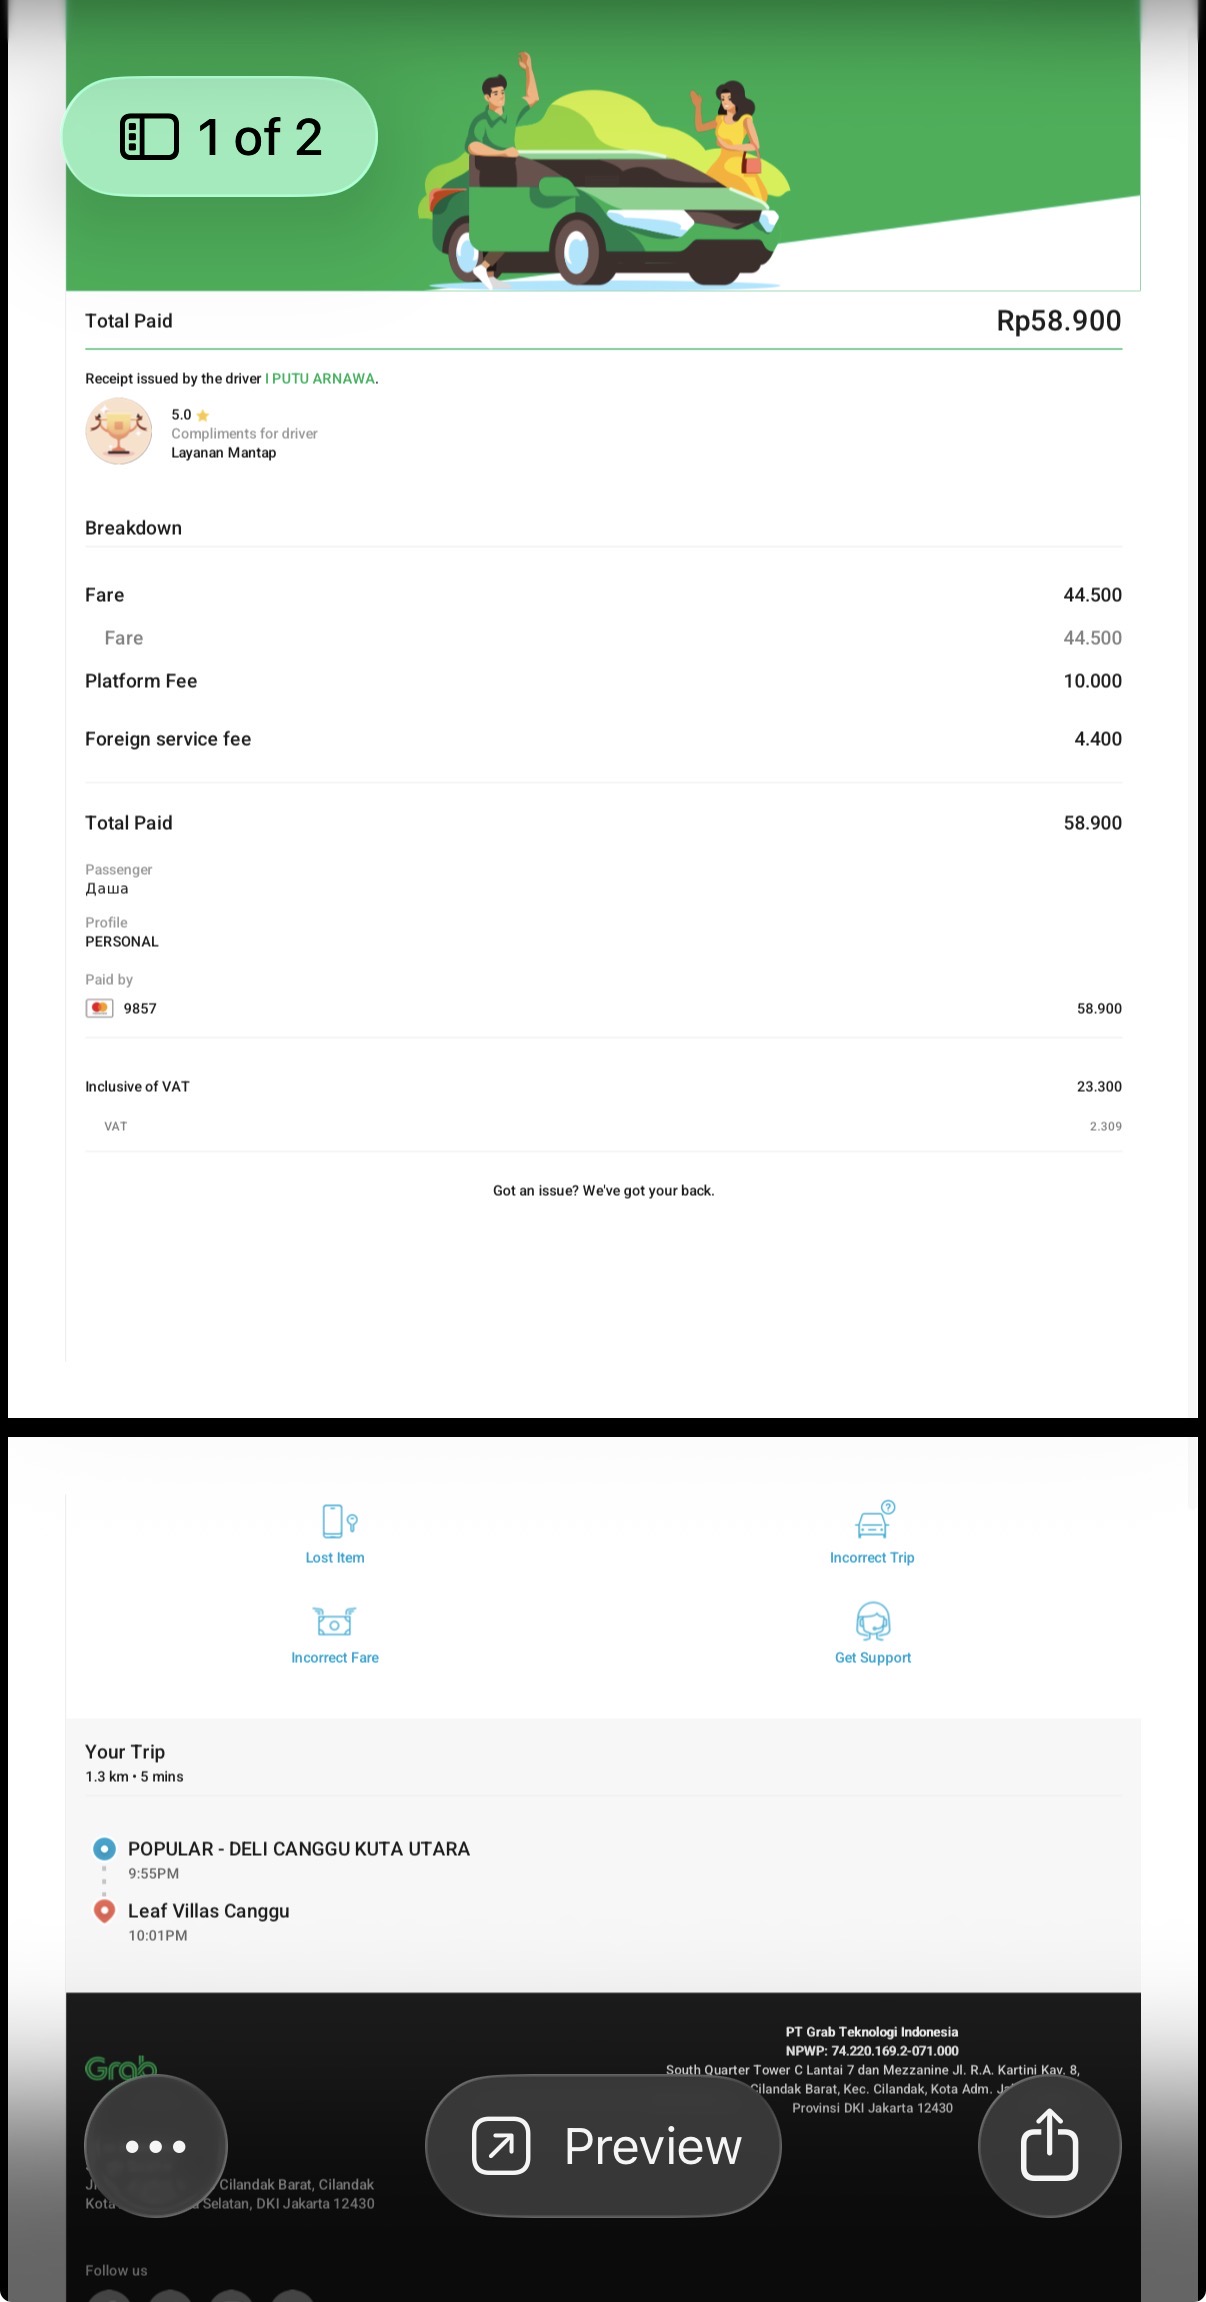 1 of 2
Total Paid Rp58.900
Receipt issued by the driver I PUTU ARNAWA.
5.0
Compliments for driver
Layanan Mantap
Breakdown
Fare 44.500
Fare 44.500
Platform Fee 10.000
Foreign service fee 4.400
Total Paid 58.900
Passenger
Даша
Profile
PERSONAL
Paid by
9857 58.900
Inclusive of VAT 23.300
VAT 2.309
Got an issue? We've got your back.
Lost Item
Incorrect Trip
Incorrect Fare
Get Support
Your Trip
1.3 km • 5 mins
POPULAR - DELI CANGGU KUTA UTARA
9:55PM
Leaf Villas Canggu
10:01PM
PT Grab Teknologi Indonesia
NPWP: 74.220.169.2-071.000
South Quarter Tower C Lantai 7 dan Mezzanine Jl. R.A. Kartini Kav. 8,
Cilandak Barat, Kec. Cilandak, Kota Adm.
Provinsi DKI Jakarta 12430
Grab
Preview
Cilandak Barat, Cilandak
Kota Selatan, DKI Jakarta 12430
Follow us